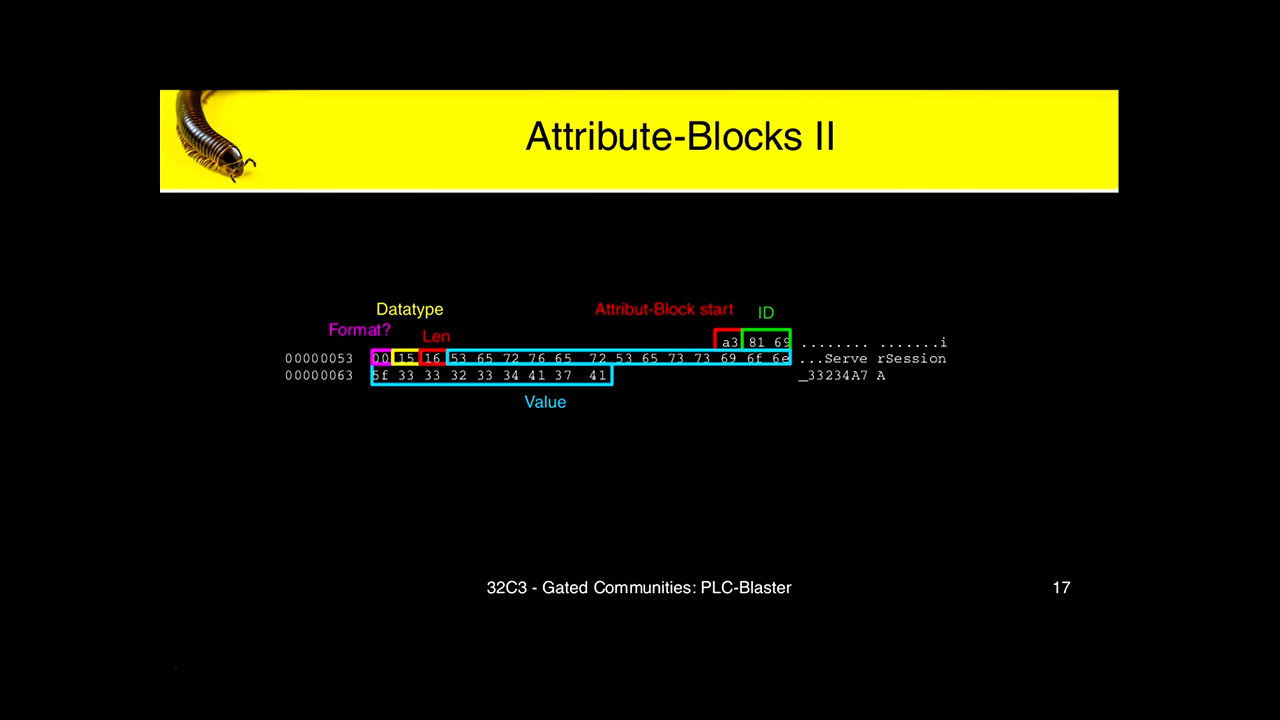 Attribute-Blocks II
Datatype
Attribut-Block start
ID
Format?
Len
a3 81 69 ........ .......i
00000053 00 15 16 53 65 72 76 65 72 53 65 73 73 69 6f 6e ...Serve rSession
00000063 5f 33 33 32 33 34 41 37 41 _33234A7 A
Value
32C3 - Gated Communities: PLC-Blaster
17